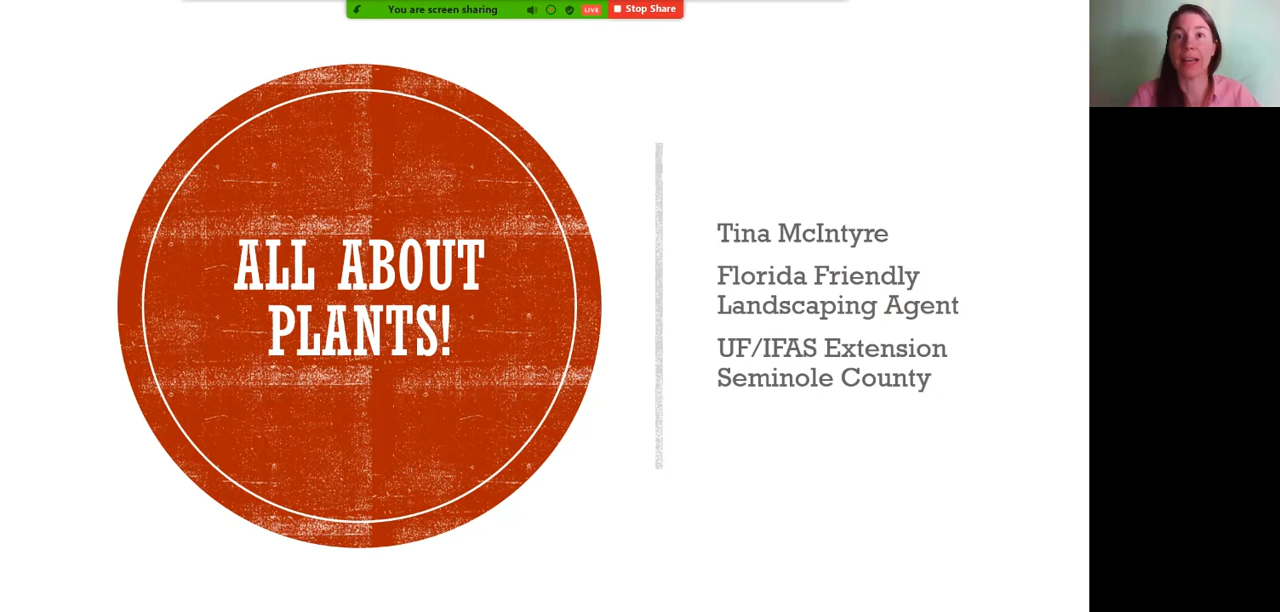 You are screen sharing
LIVE
Stop Share
ALL ABOUT
PLANTS!
Tina McIntyre
Florida Friendly
Landscaping Agent
UF/IFAS Extension
Seminole County